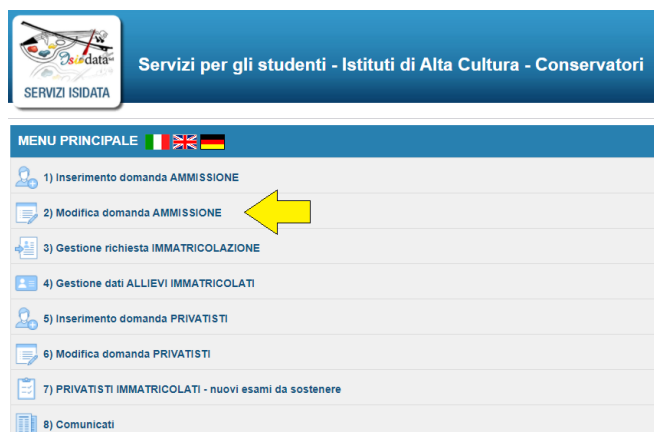 Isidata
SERVIZI ISIDATA
Servizi per gli studenti - Istituti di Alta Cultura - Conservatori
MENU PRINCIPALE
1) Inserimento domanda AMMISSIONE
2) Modifica domanda AMMISSIONE
3) Gestione richiesta IMMATRICOLAZIONE
4) Gestione dati ALLIEVI IMMATRICOLATI
5) Inserimento domanda PRIVATISTI
6) Modifica domanda PRIVATISTI
7) PRIVATISTI IMMATRICOLATI - nuovi esami da sostenere
8) Comunicati